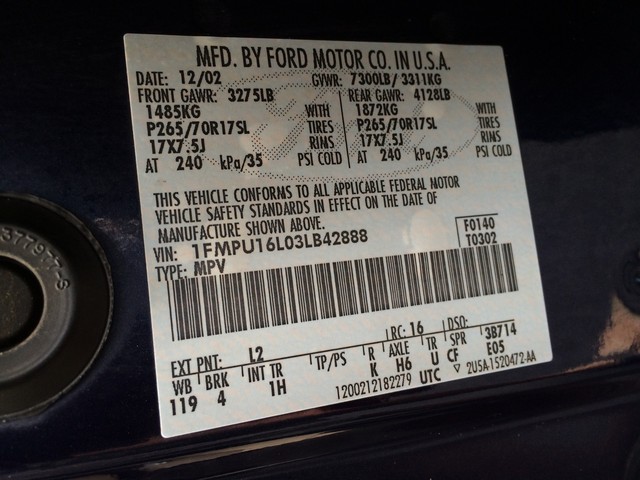 MFD. BY FORD MOTOR CO. IN U.S.A.
DATE: 12/02 GVWR: 7300LB/ 3311KG
FRONT GAWR: 3275LB REAR GAWR: 4128LB
1485KG WITH 1872KG WITH
P265/70R17SL TIRES P265/70R17SL TIRES
17X7.5J RINS 17X7.5J RINS
AT 240 kPa/35 PSI COLD AT 240 kPa/35 PSI COLD
THIS VEHICLE CONFORMS TO ALL APPLICABLE FEDERAL MOTOR
VEHICLE SAFETY STANDARDS IN EFFECT ON THE DATE OF
MANUFACTURE SHOWN ABOVE.
VIN: 1FMPU16L03LB42888 F0140
TYPE: MPV T0302
EXT PNT: L2 RC: 16 DSO:
WB BRK INT TR TP/PS R AXLE TR SPR 3B714
119 4 1H K H6 U CF E05
1200212182279 UTC ▽ 2USA-1520472-AA
377977-S